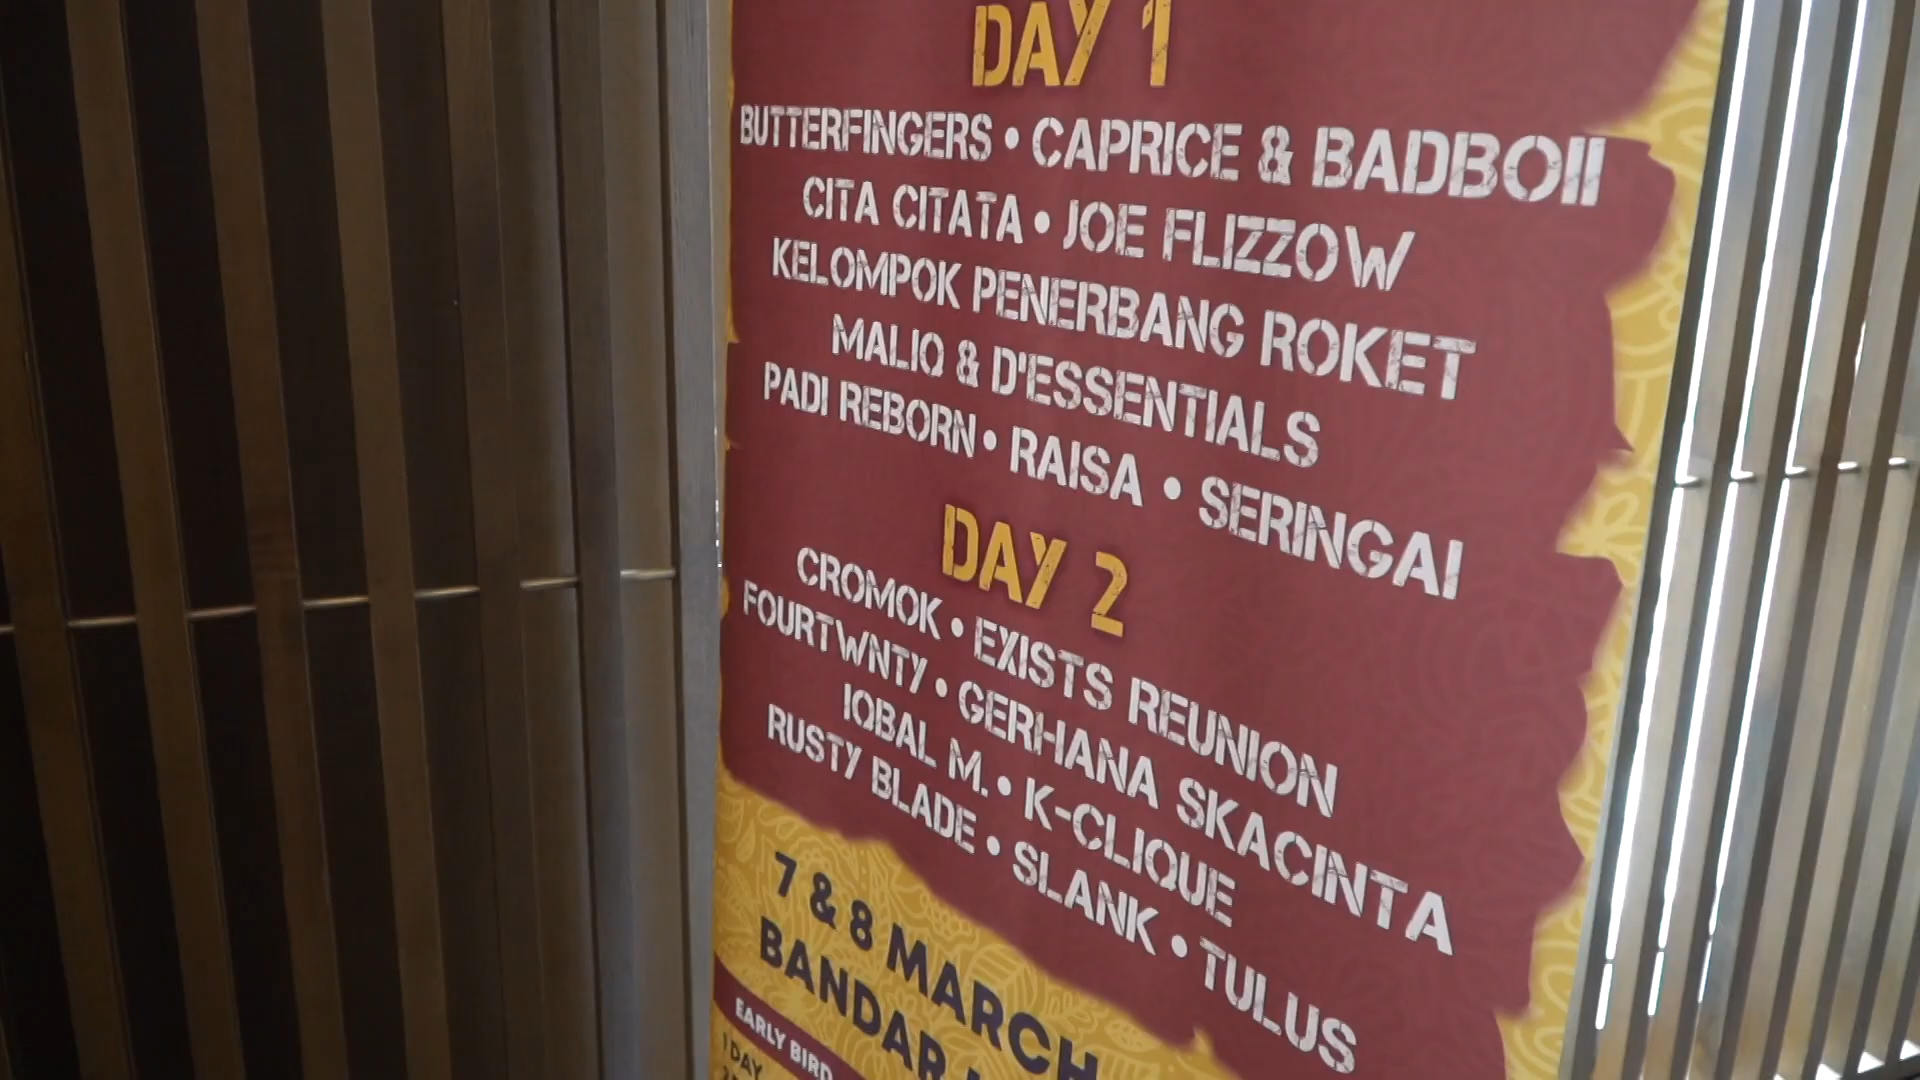 DAY 1
BUTTERFINGERS • CAPRICE & BADBOII
CITA CITATA • JOE FLIZZOW
KELOMPOK PENERBANG ROKET
MALIQ & D'ESSENTIALS
PADI REBORN • RAISA • SERINGAI
DAY 2
CROMOK • EXISTS REUNION
FOURTWNTY • GERHANA SKACINTA
IQBAL M. • K-CLIQUE
RUSTY BLADE • SLANK • TULUS
7 & 8 MARCH
BANDAR
EARLY BIRD
1 DAY